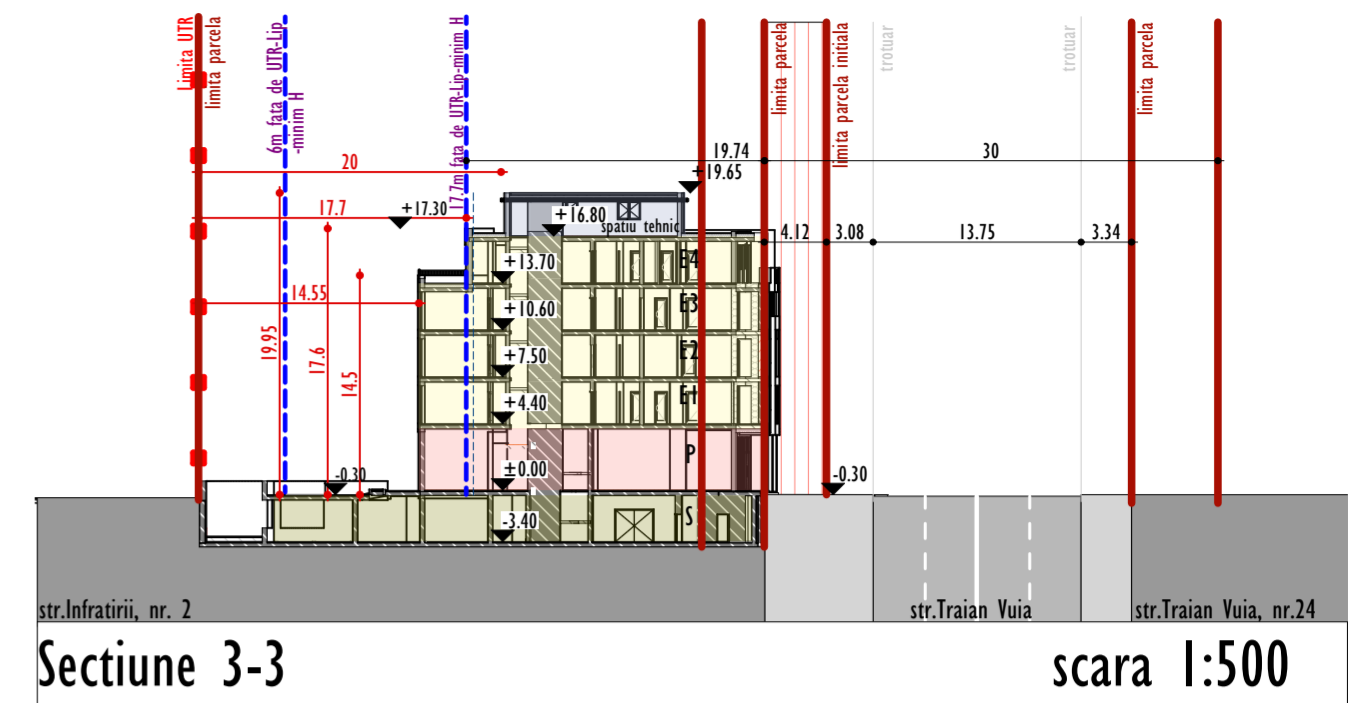 Limita UTR
limita parcela
6m fata de UTR-Lip
-minim H
17.7m fata de UTR-Lip-minim H
limita parcela
limita parcela initiala
trotuar
trotuar
limita parcela
20
19.74
30
+19.65
17.7
+17.30
+16.80
spatiu tehnic
4.12
3.08
13.75
3.34
+13.70
E4
14.55
+10.60
E3
19.95
17.6
14.5
+7.50
E2
+4.40
E1
P
-0.30
±0.00
-0.30
-3.40
S
str.Infratirii, nr. 2
str.Traian Vuia
str.Traian Vuia, nr.24
Sectiune 3-3
scara 1:500